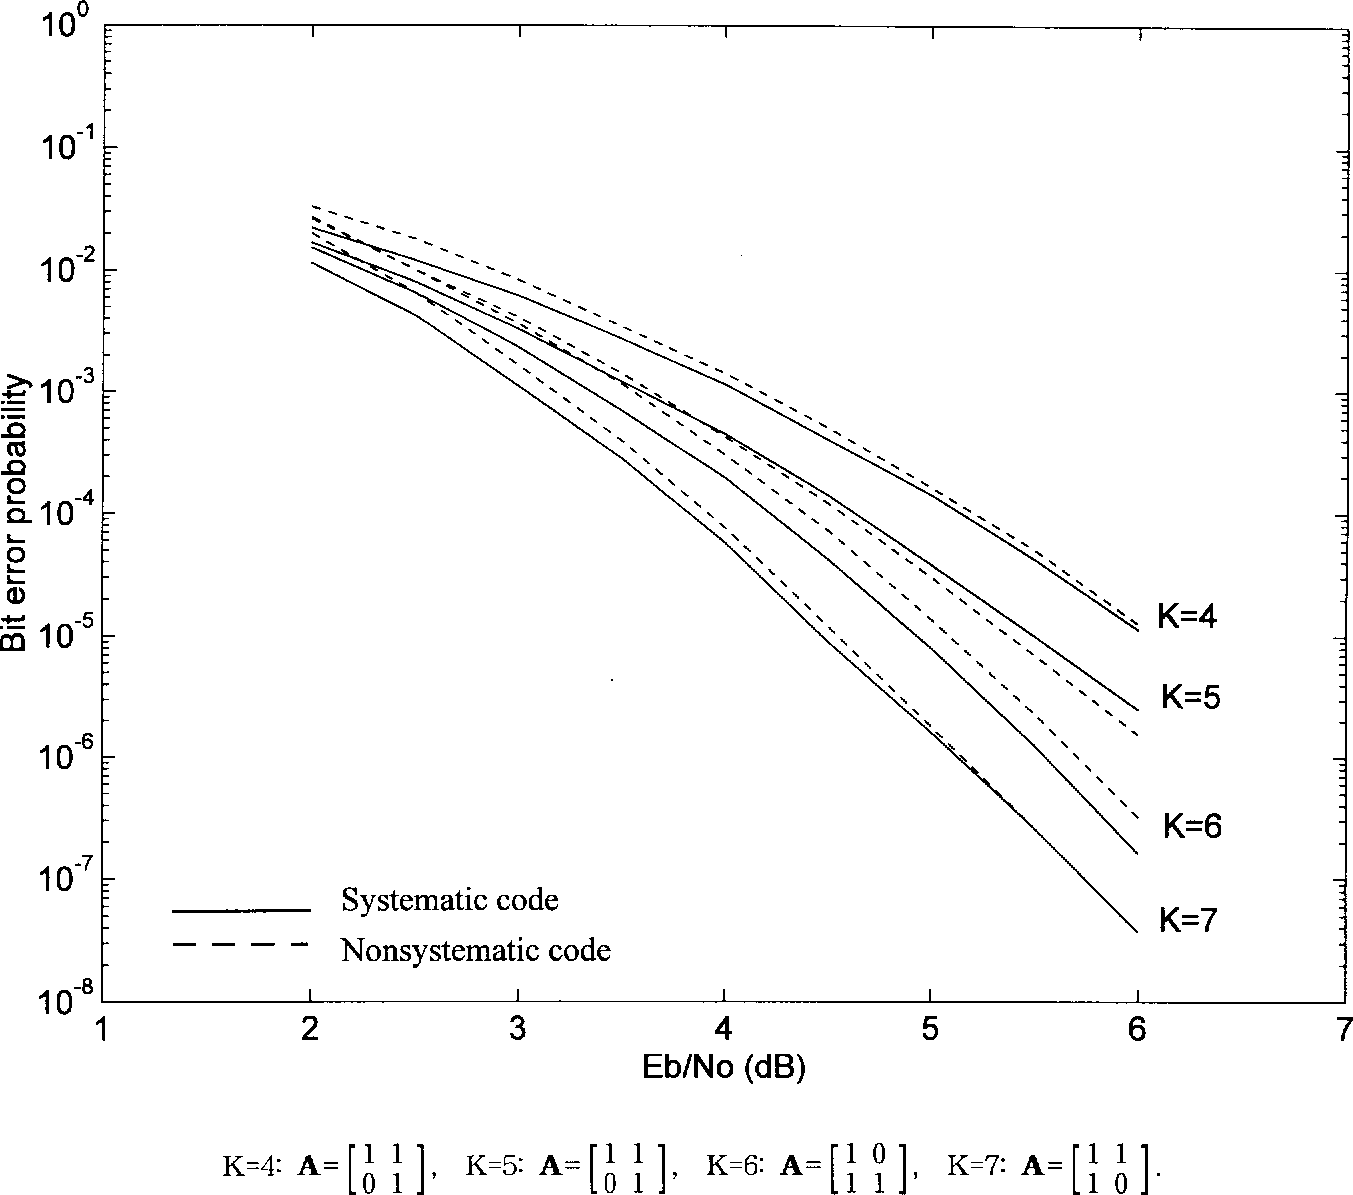 10^0
10^-1
10^-2
10^-3
10^-4
10^-5
10^-6
10^-7
10^-8
Bit error probability
K=4
K=5
K=6
K=7
Systematic code
Nonsystematic code
1 2 3 4 5 6 7
Eb/No (dB)
K=4: A=[1 1; 0 1], K=5: A=[1 1; 0 1], K=6: A=[1 0; 1 1], K=7: A=[1 1; 1 0].